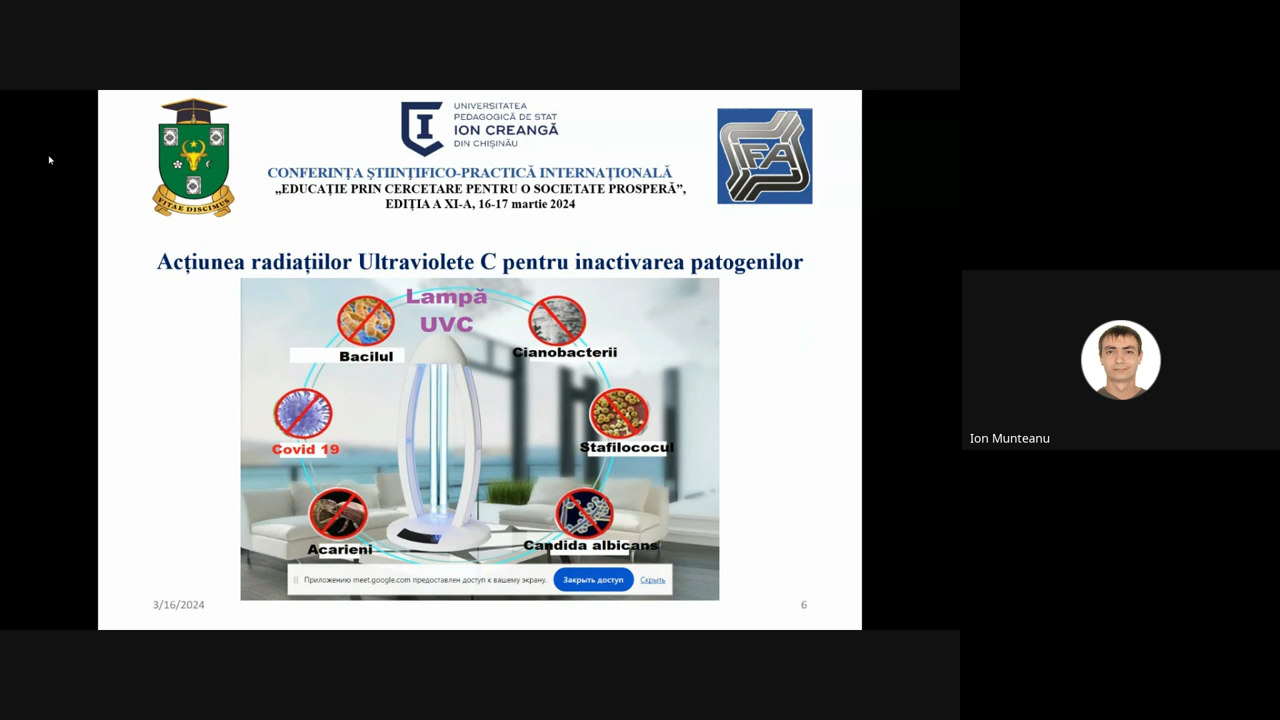 UNIVERSITATEA
PEDAGOGICĂ DE STAT
ION CREANGĂ
DIN CHIȘINĂU
VITAE DISCIMUS
IFA
CONFERINȚA ȘTIINȚIFICO-PRACTICĂ INTERNAȚIONALĂ
„EDUCAȚIE PRIN CERCETARE PENTRU O SOCIETATE PROSPERĂ”,
EDIȚIA A XI-A, 16-17 martie 2024
Acțiunea radiațiilor Ultraviolete C pentru inactivarea patogenilor
Lampă
UVC
Bacilul
Cianobacterii
Covid 19
Stafilococul
Acarieni
Candida albicans
Приложению meet.google.com предоставлен доступ к вашему экрану.
Закрыть доступ
Скрыть
3/16/2024
6
Ion Munteanu